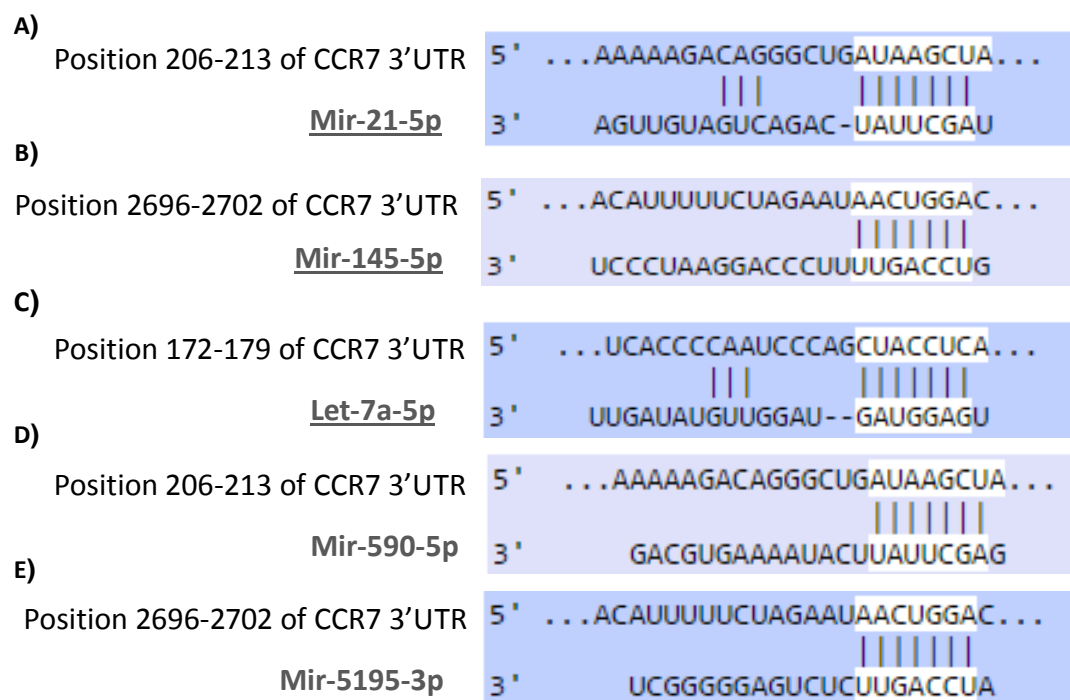 A)
Position 206-213 of CCR7 3'UTR 5' ...AAAAAGACAGGGCUGAUAAGCUA...
Mir-21-5p 3' AGUUGUAGUCAGAC-UAUUCGAU
B)
Position 2696-2702 of CCR7 3'UTR 5' ...ACAUUUUUCUAGAAUAACUGGAC...
Mir-145-5p 3' UCCCUAAGGACCCUUUUGACCUG
C)
Position 172-179 of CCR7 3'UTR 5' ...UCACCCCAAUCCCAGCUACCUCA...
Let-7a-5p 3' UUGAUAUGUUGGAU--GAUGGAGU
D)
Position 206-213 of CCR7 3'UTR 5' ...AAAAAGACAGGGCUGAUAAGCUA...
Mir-590-5p 3' GACGUGAAAAUACUUAUUCGAG
E)
Position 2696-2702 of CCR7 3'UTR 5' ...ACAUUUUUCUAGAAUAACUGGAC...
Mir-5195-3p 3' UCGGGGGAGUCUCUUGACCUA